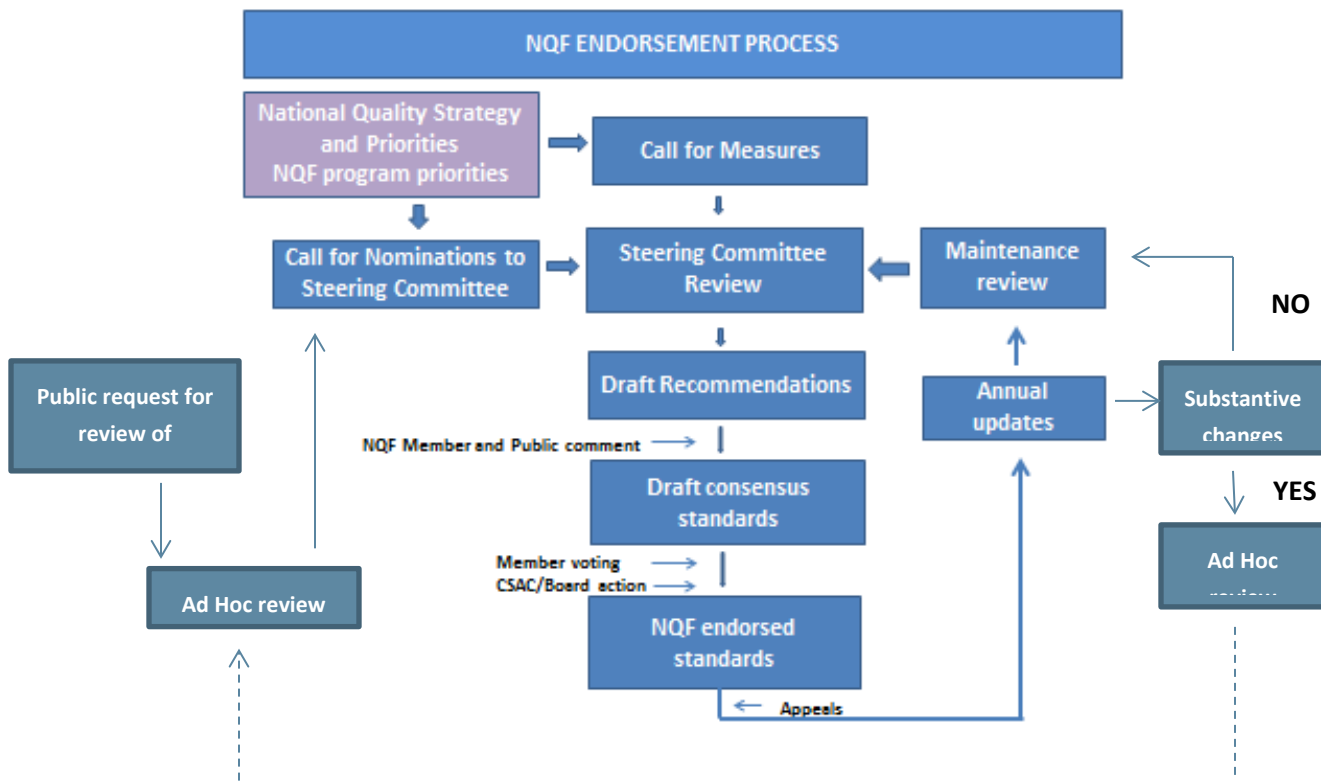 NQF ENDORSEMENT PROCESS
National Quality Strategy
and Priorities
NQF program priorities
Call for Measures
Call for Nominations to
Steering Committee
Steering Committee
Review
Maintenance
review
NO
Public request for
review of
Draft Recommendations
Annual
updates
Substantive
changes
NQF Member and Public comment
Draft consensus
standards
YES
Member voting
CSAC/Board action
Ad Hoc review
Ad Hoc
NQF endorsed
standards
Appeals